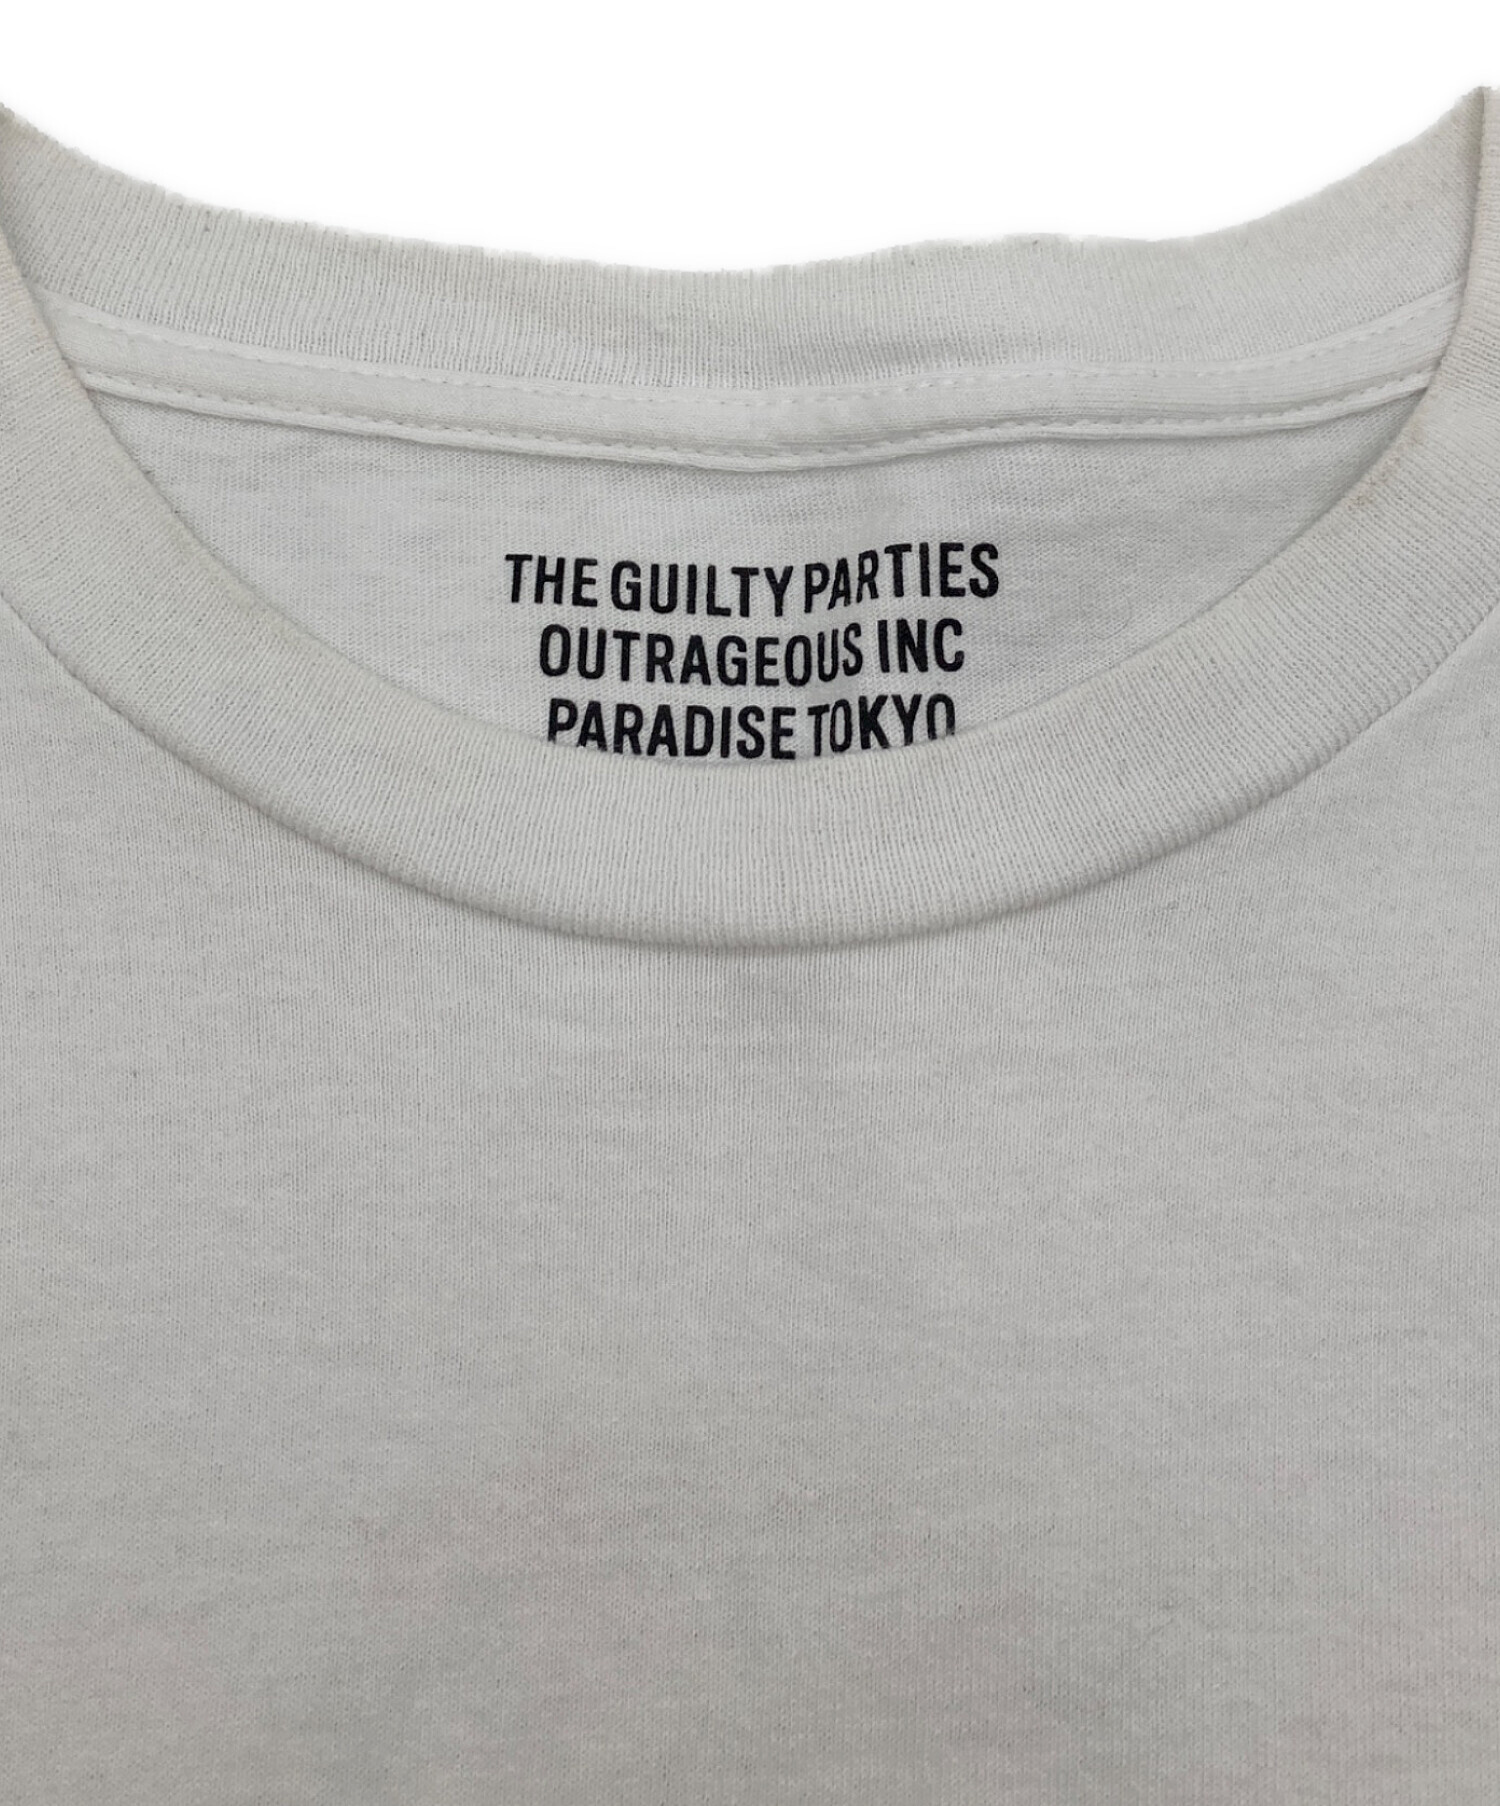 THE GUILTY PARTIES
OUTRAGEOUS INC
PARADISE TOKYO